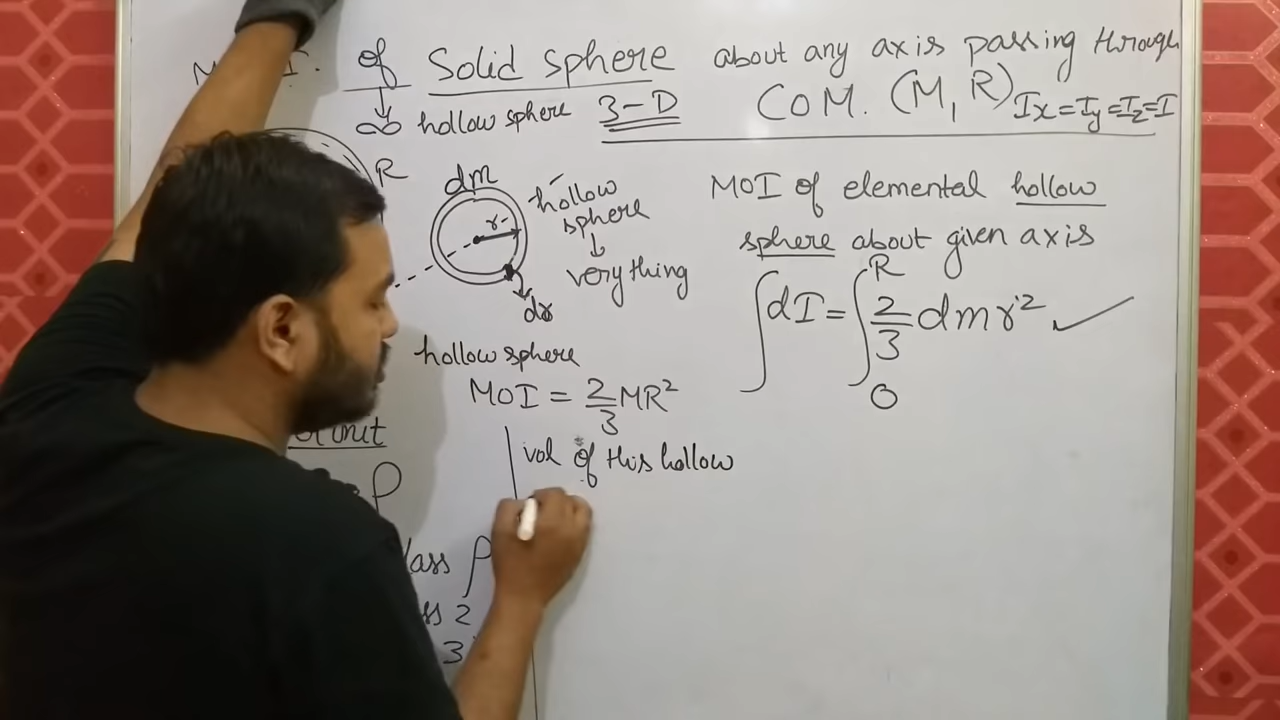 of Solid sphere about any axis passing through
∞ hollow sphere 3-D COM. (M, R) Ix=Iy=Iz=I
R
dm
r
hollow
sphere
very thing
dr
hollow sphere
MOI = 2/3 MR²
MOI of elemental hollow
sphere about given axis
∫dI = ∫₀ᴿ 2/3 dm r² ✓
vol of this hollow
ρ
ρ
2
3